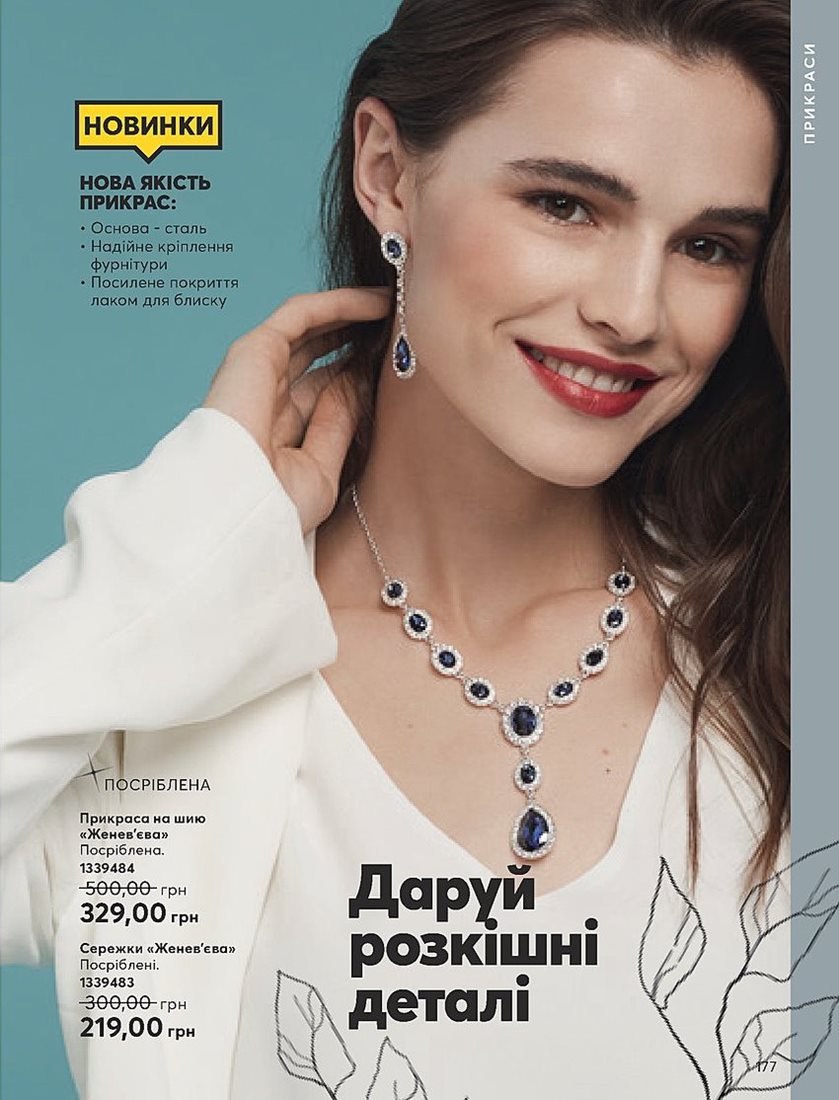 ПРИКРАСИ
НОВИНКИ
НОВА ЯКІСТЬ
ПРИКРАС:
• Основа - сталь
• Надійне кріплення
фурнітури
• Посилене покриття
лаком для блиску
ПОСРІБЛЕНА
Прикраса на шию
«Женев'єва»
Посріблена.
1339484
500,00 грн
329,00 грн
Сережки «Женев'єва»
Посріблені.
1339483
300,00 грн
219,00 грн
Даруй
розкішні
деталі
177